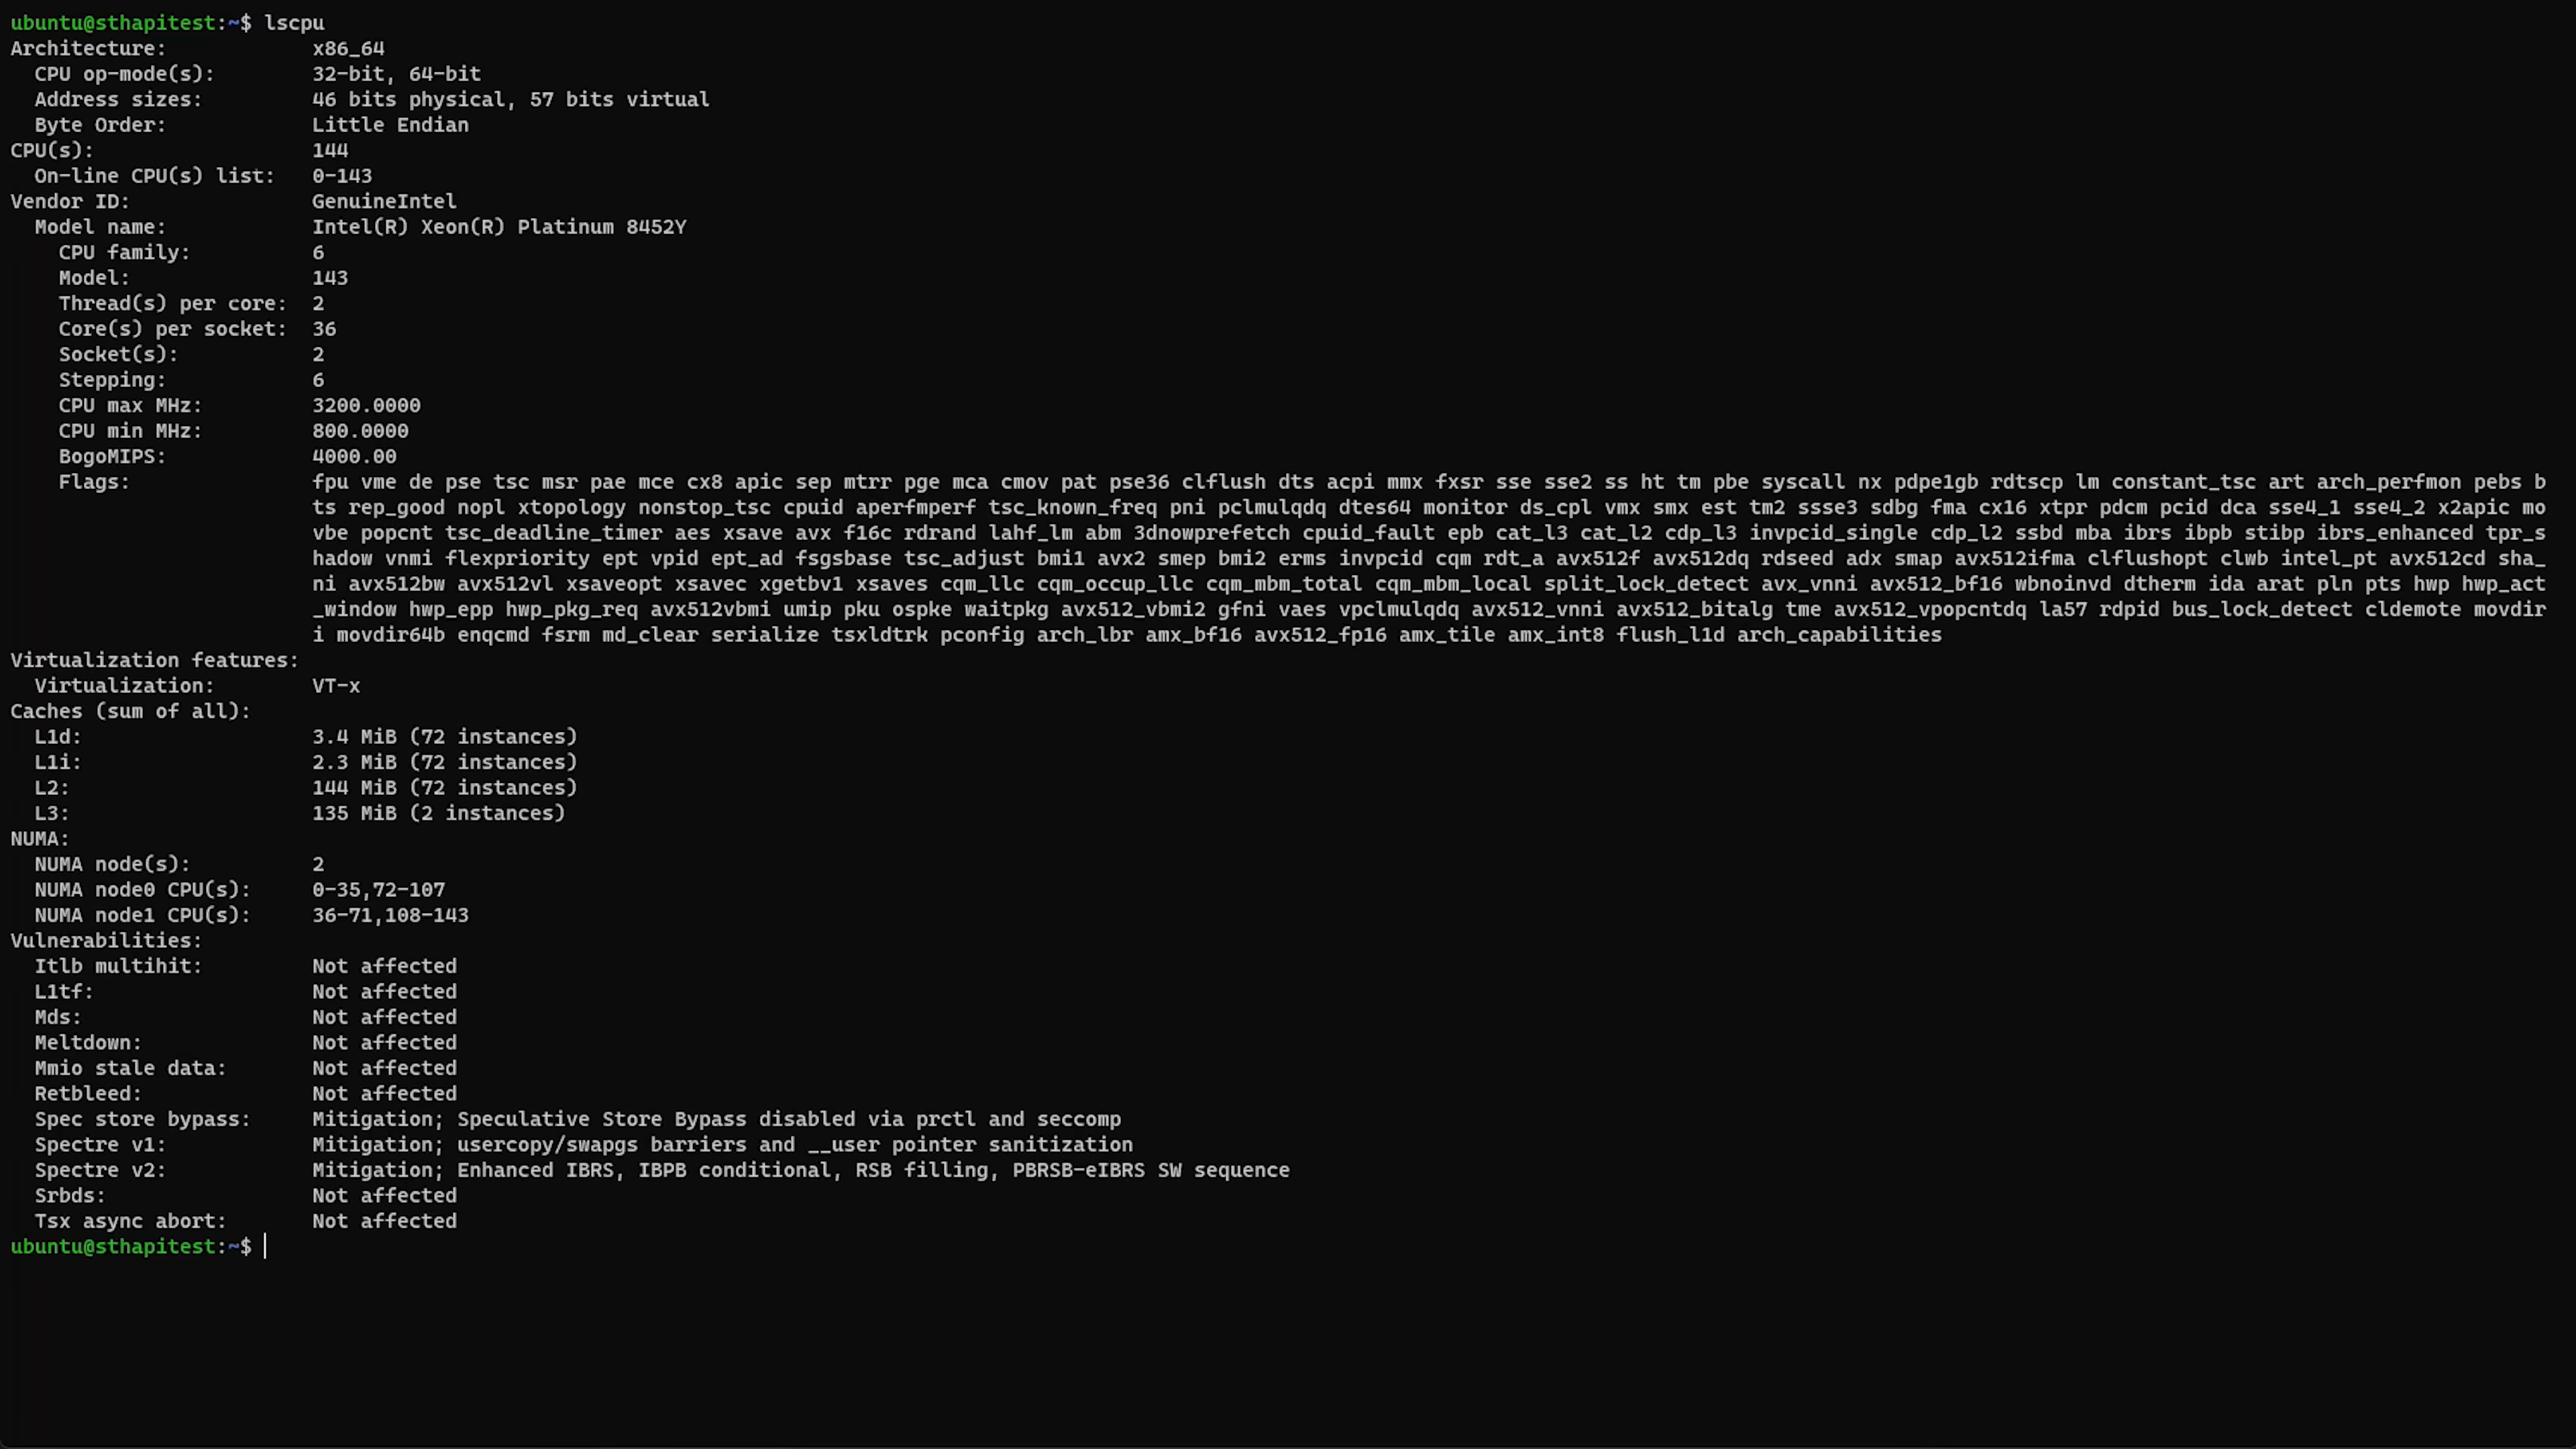 ubuntu@sthapitest:~$ lscpu
Architecture:            x86_64
  CPU op-mode(s):        32-bit, 64-bit
  Address sizes:         46 bits physical, 57 bits virtual
  Byte Order:            Little Endian
CPU(s):                  144
  On-line CPU(s) list:   0-143
Vendor ID:               GenuineIntel
  Model name:            Intel(R) Xeon(R) Platinum 8452Y
    CPU family:          6
    Model:               143
    Thread(s) per core:  2
    Core(s) per socket:  36
    Socket(s):           2
    Stepping:            6
    CPU max MHz:         3200.0000
    CPU min MHz:         800.0000
    BogoMIPS:            4000.00
    Flags:               fpu vme de pse tsc msr pae mce cx8 apic sep mtrr pge mca cmov pat pse36 clflush dts acpi mmx fxsr sse sse2 ss ht tm pbe syscall nx pdpe1gb rdtscp lm constant_tsc art arch_perfmon pebs b
                         ts rep_good nopl xtopology nonstop_tsc cpuid aperfmperf tsc_known_freq pni pclmulqdq dtes64 monitor ds_cpl vmx smx est tm2 ssse3 sdbg fma cx16 xtpr pdcm pcid dca sse4_1 sse4_2 x2apic mo
                         vbe popcnt tsc_deadline_timer aes xsave avx f16c rdrand lahf_lm abm 3dnowprefetch cpuid_fault epb cat_l3 cat_l2 cdp_l3 invpcid_single cdp_l2 ssbd mba ibrs ibpb stibp ibrs_enhanced tpr_s
                         hadow vnmi flexpriority ept vpid ept_ad fsgsbase tsc_adjust bmi1 avx2 smep bmi2 erms invpcid cqm rdt_a avx512f avx512dq rdseed adx smap avx512ifma clflushopt clwb intel_pt avx512cd sha_
                         ni avx512bw avx512vl xsaveopt xsavec xgetbv1 xsaves cqm_llc cqm_occup_llc cqm_mbm_total cqm_mbm_local split_lock_detect avx_vnni avx512_bf16 wbnoinvd dtherm ida arat pln pts hwp hwp_act
                         _window hwp_epp hwp_pkg_req avx512vbmi umip pku ospke waitpkg avx512_vbmi2 gfni vaes vpclmulqdq avx512_vnni avx512_bitalg tme avx512_vpopcntdq la57 rdpid bus_lock_detect cldemote movdir
                         i movdir64b enqcmd fsrm md_clear serialize tsxldtrk pconfig arch_lbr amx_bf16 avx512_fp16 amx_tile amx_int8 flush_l1d arch_capabilities
Virtualization features:
  Virtualization:        VT-x
Caches (sum of all):
  L1d:                   3.4 MiB (72 instances)
  L1i:                   2.3 MiB (72 instances)
  L2:                    144 MiB (72 instances)
  L3:                    135 MiB (2 instances)
NUMA:
  NUMA node(s):          2
  NUMA node0 CPU(s):     0-35,72-107
  NUMA node1 CPU(s):     36-71,108-143
Vulnerabilities:
  Itlb multihit:         Not affected
  L1tf:                  Not affected
  Mds:                   Not affected
  Meltdown:              Not affected
  Mmio stale data:       Not affected
  Retbleed:              Not affected
  Spec store bypass:     Mitigation; Speculative Store Bypass disabled via prctl and seccomp
  Spectre v1:            Mitigation; usercopy/swapgs barriers and __user pointer sanitization
  Spectre v2:            Mitigation; Enhanced IBRS, IBPB conditional, RSB filling, PBRSB-eIBRS SW sequence
  Srbds:                 Not affected
  Tsx async abort:       Not affected
ubuntu@sthapitest:~$